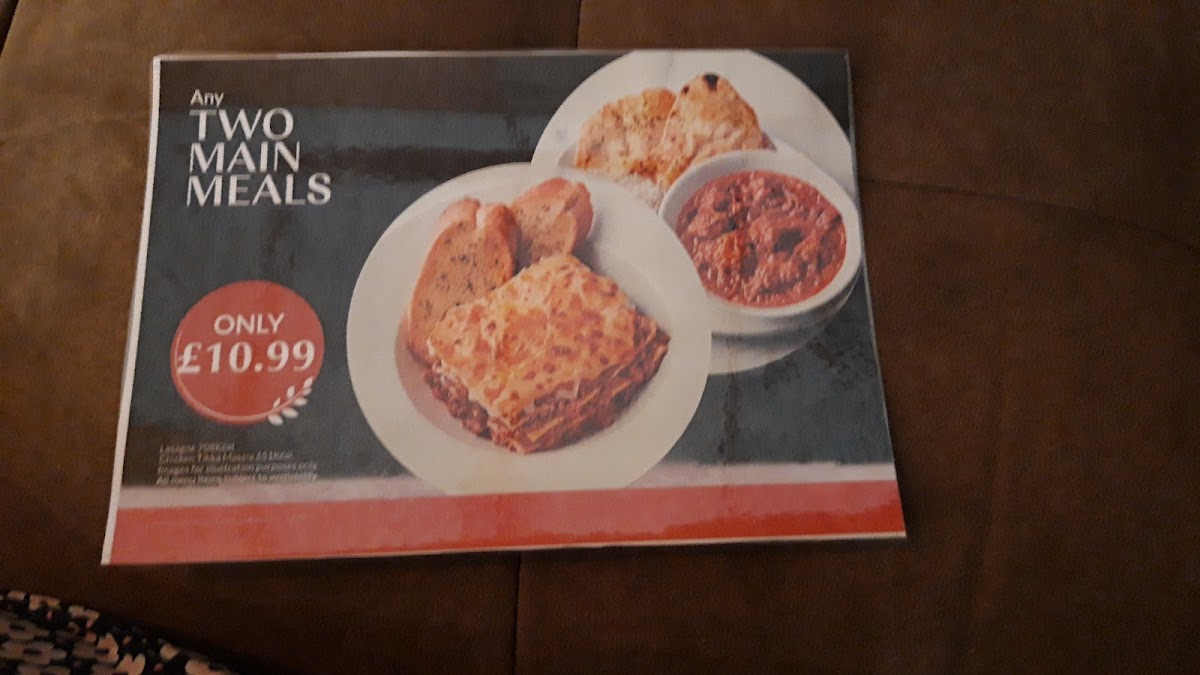 Any
TWO
MAIN
MEALS
ONLY
£10.99
Lasagne
Chicken Tikka Masala
Images for illustration purposes only
All menu items subject to availability.